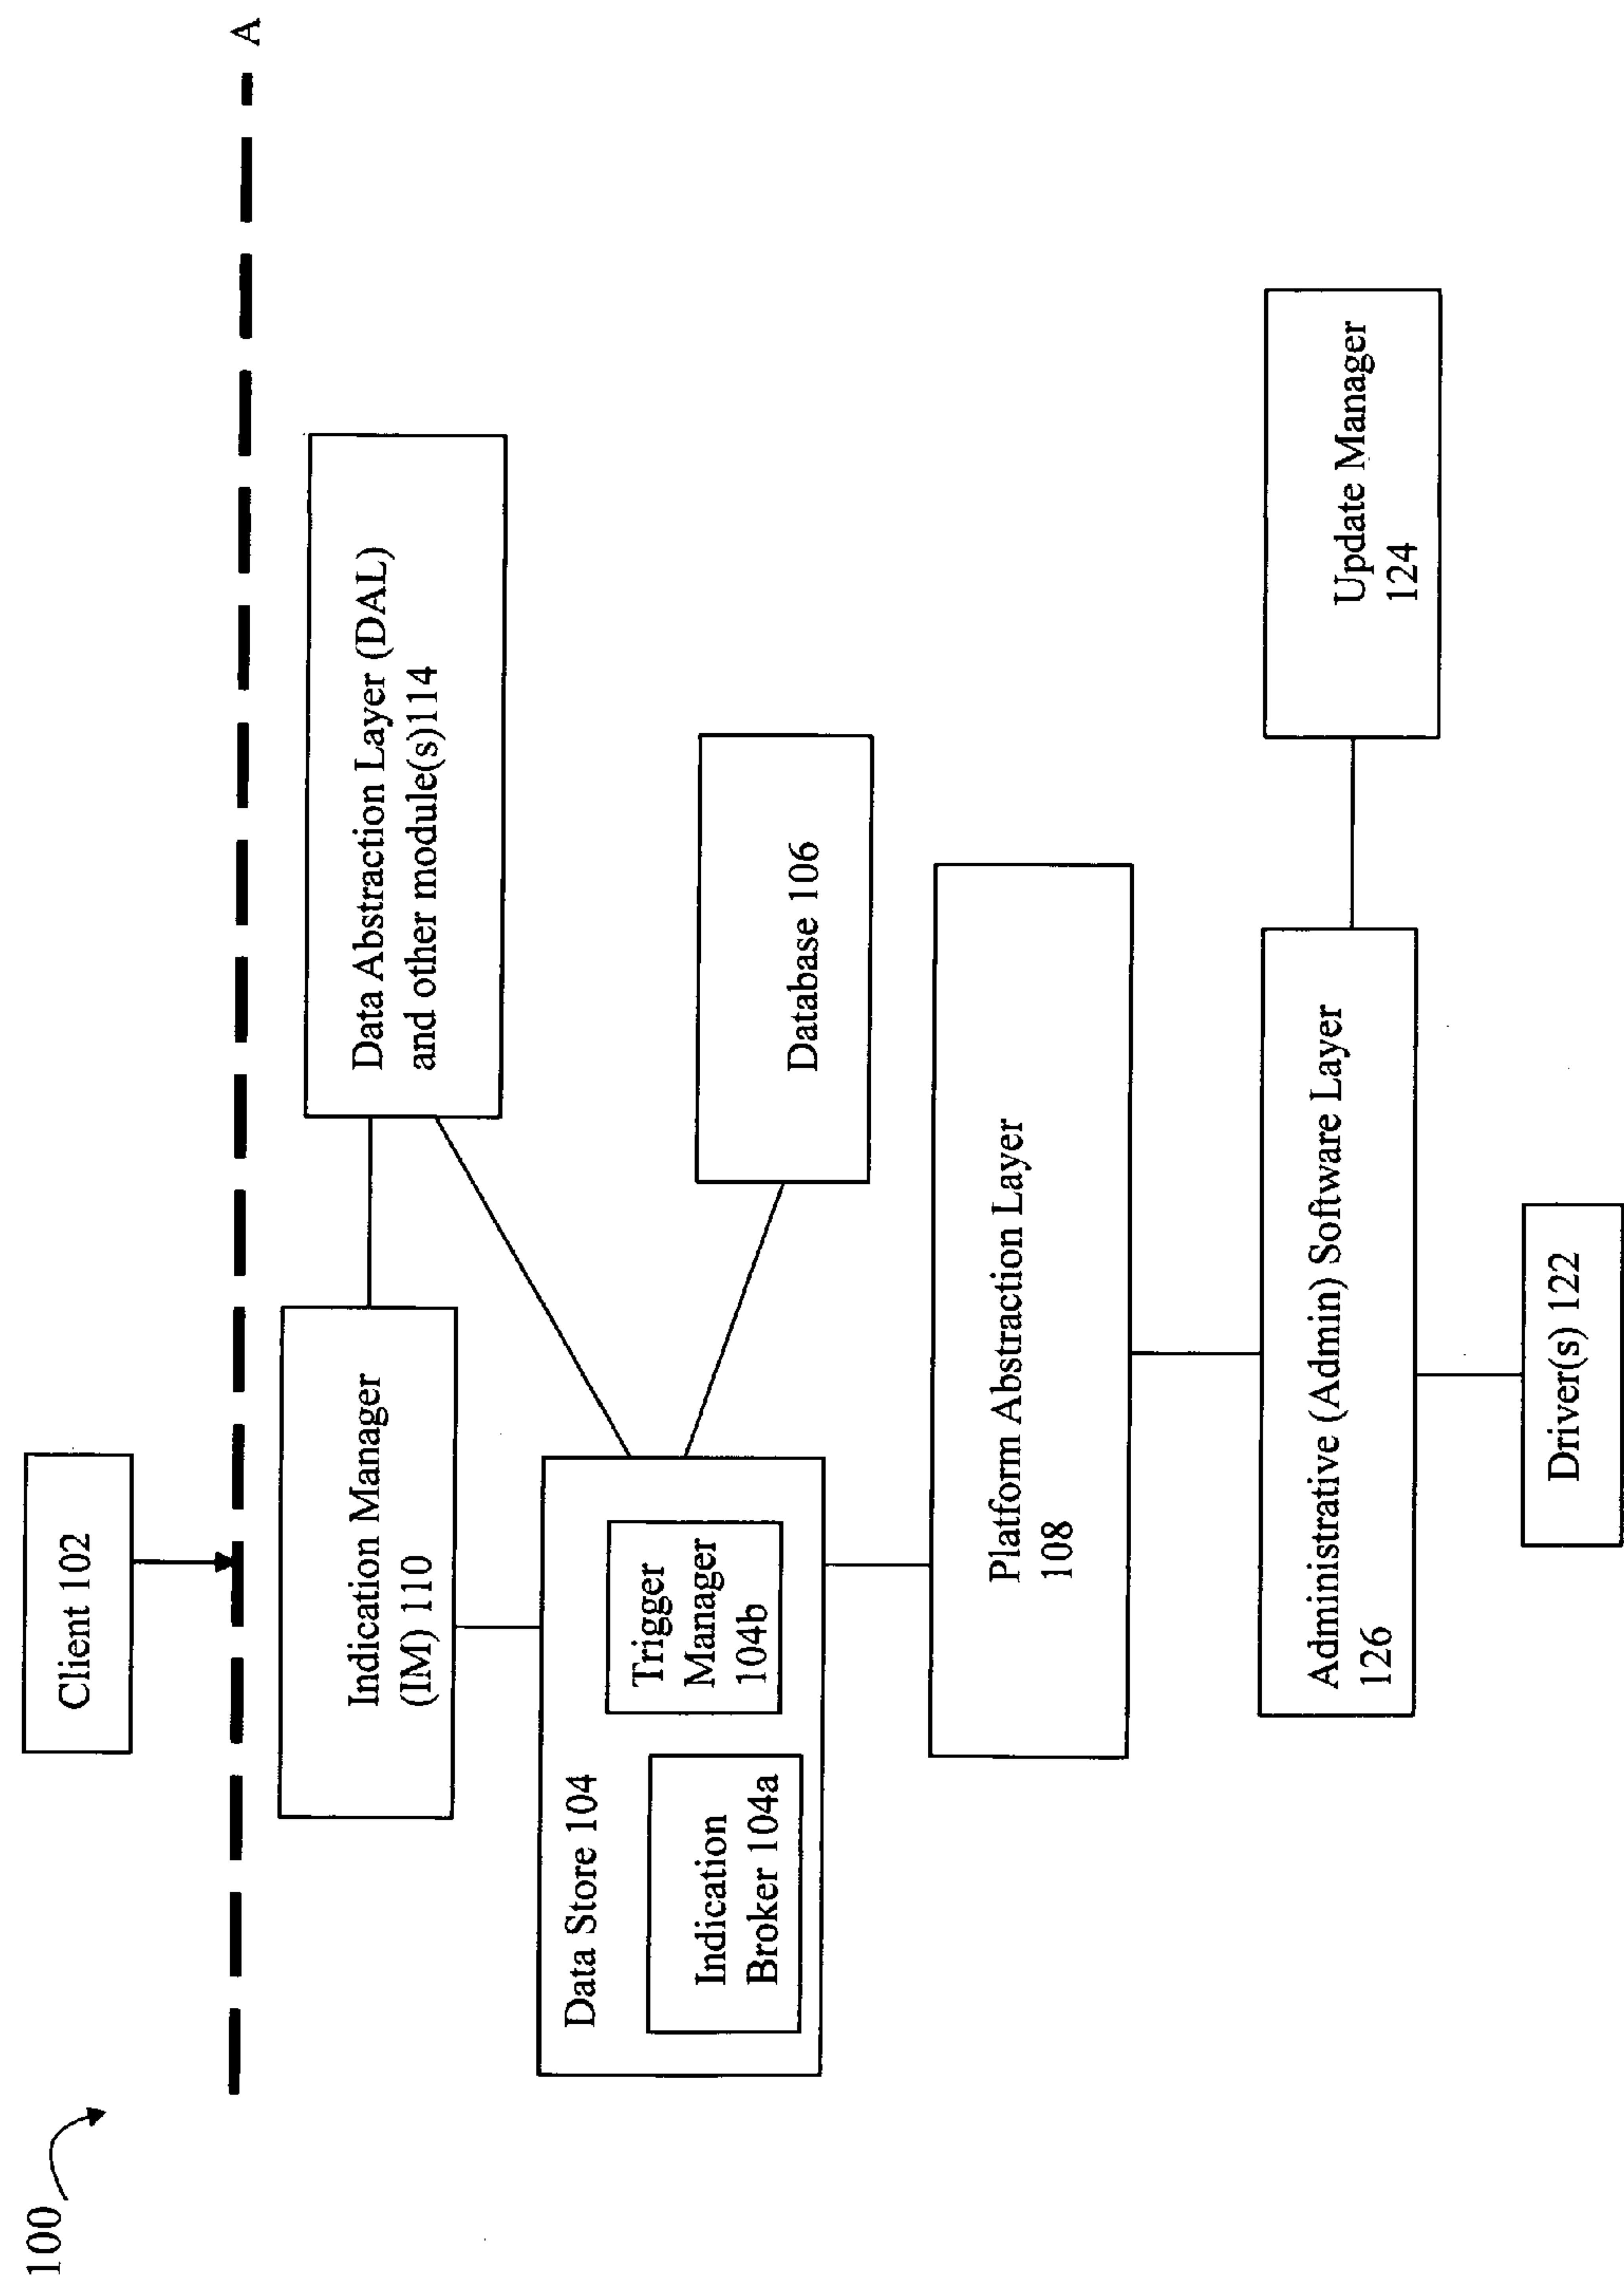 100
Client 102
A
Indication Manager
(IM) 110
Data Abstraction Layer (DAL)
and other module(s)114
Data Store 104
Indication
Broker 104a
Trigger
Manager
104b
Database 106
Platform Abstraction Layer
108
Administrative (Admin) Software Layer
126
Update Manager
124
Driver(s) 122